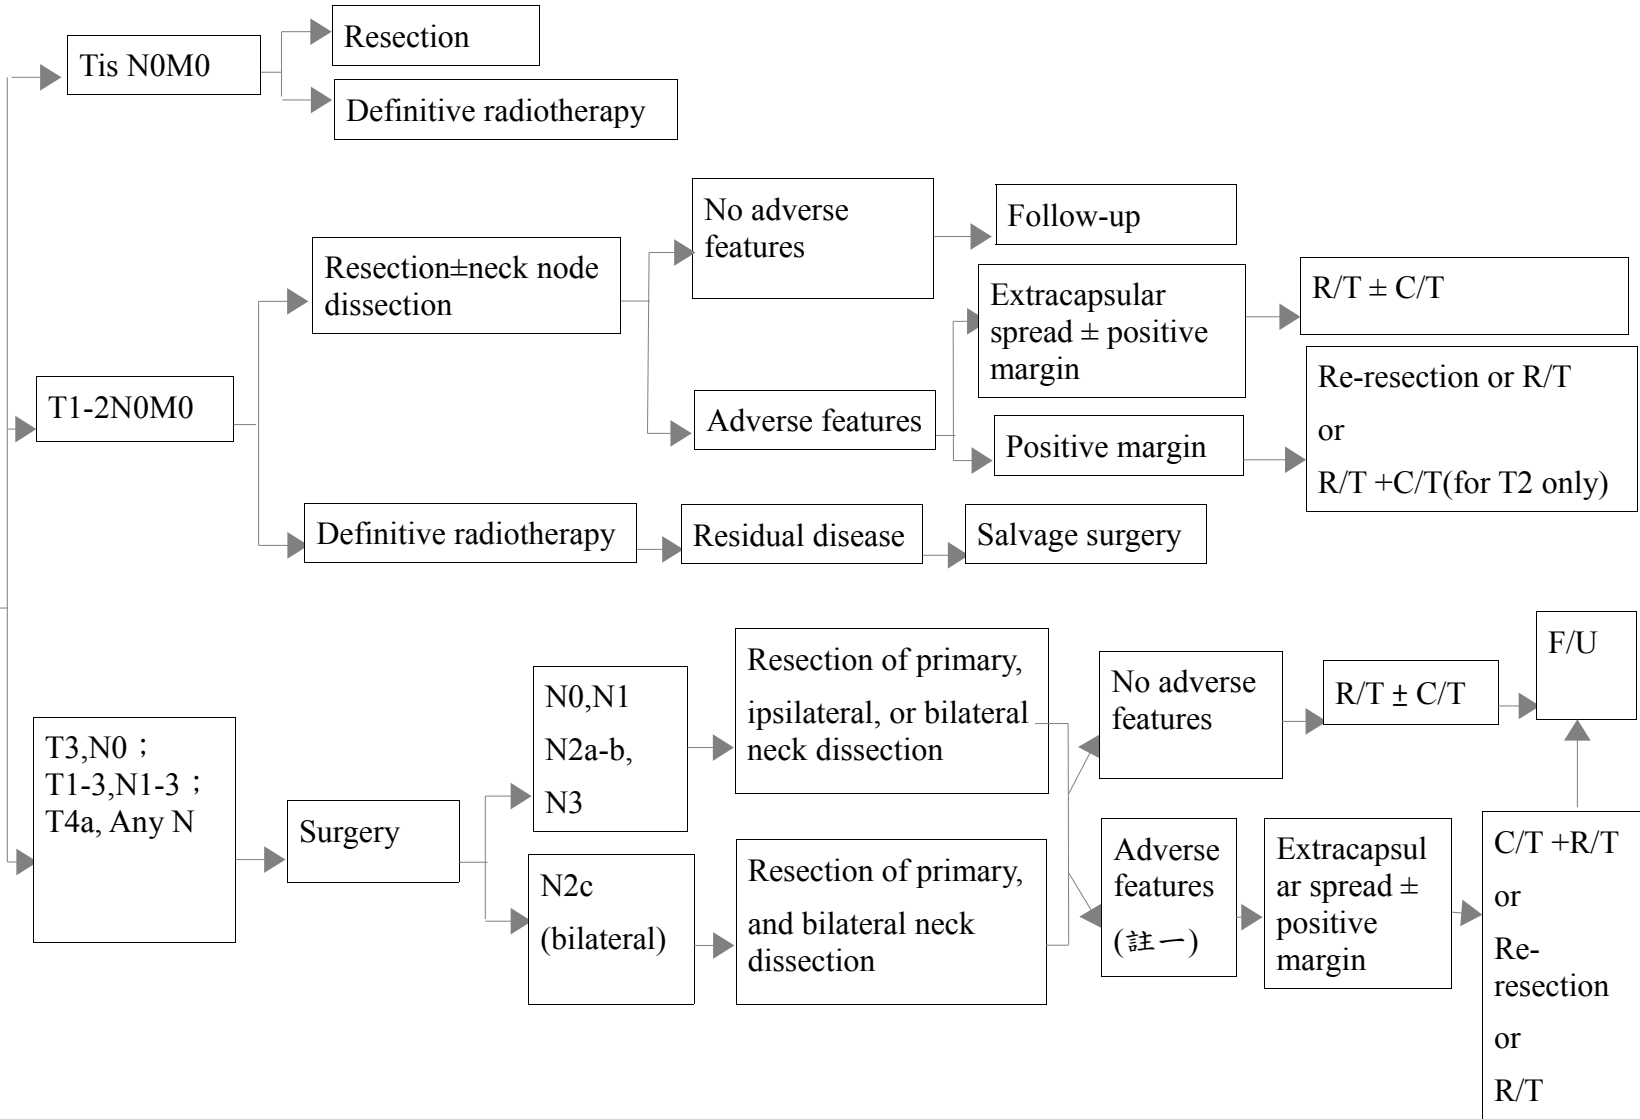 Tis N0M0
Resection
Definitive radiotherapy
T1-2N0M0
Resection±neck node
dissection
No adverse
features
Follow-up
Adverse features
Extracapsular
spread ± positive
margin
R/T ± C/T
Positive margin
Re-resection or R/T
or
R/T +C/T(for T2 only)
Definitive radiotherapy
Residual disease
Salvage surgery
T3,N0；
T1-3,N1-3；
T4a, Any N
Surgery
N0,N1
N2a-b,
N3
Resection of primary,
ipsilateral, or bilateral
neck dissection
N2c
(bilateral)
Resection of primary,
and bilateral neck
dissection
No adverse
features
R/T ± C/T
F/U
Adverse
features
(註一)
Extracapsul
ar spread ±
positive
margin
C/T +R/T
or
Re-
resection
or
R/T